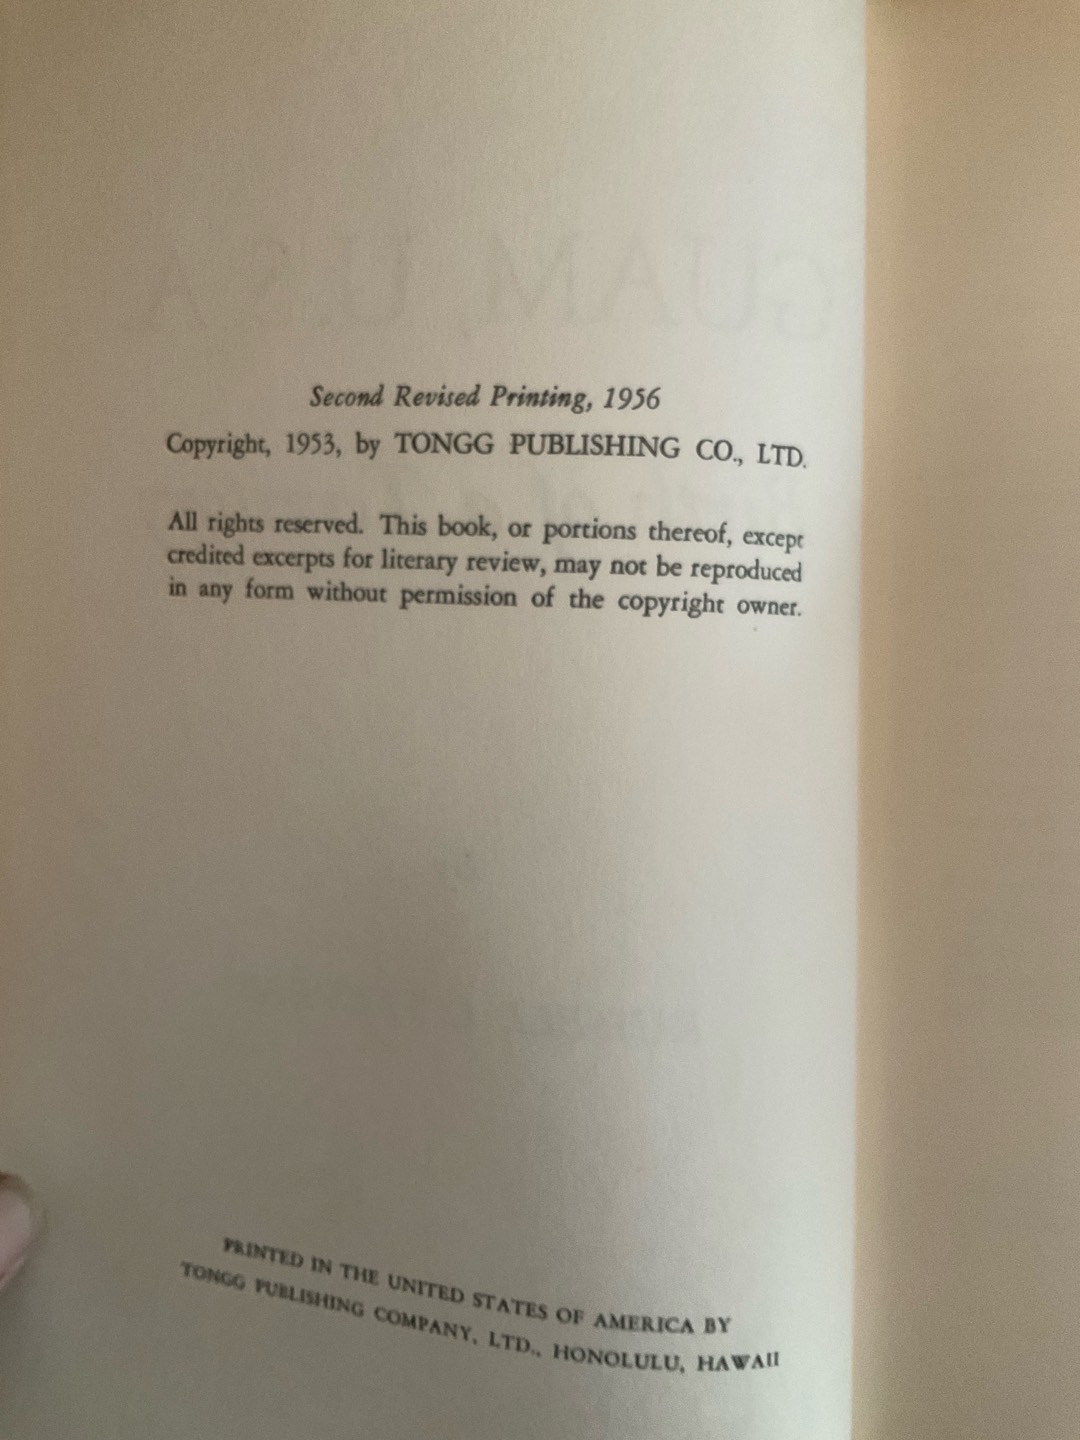 GUAM, U.S.A.
Second Revised Printing, 1956
Copyright, 1953, by TONGG PUBLISHING CO., LTD.
All rights reserved. This book, or portions thereof, except
credited excerpts for literary review, may not be reproduced
in any form without permission of the copyright owner.
PRINTED IN THE UNITED STATES OF AMERICA BY
TONGG PUBLISHING COMPANY, LTD., HONOLULU, HAWAII